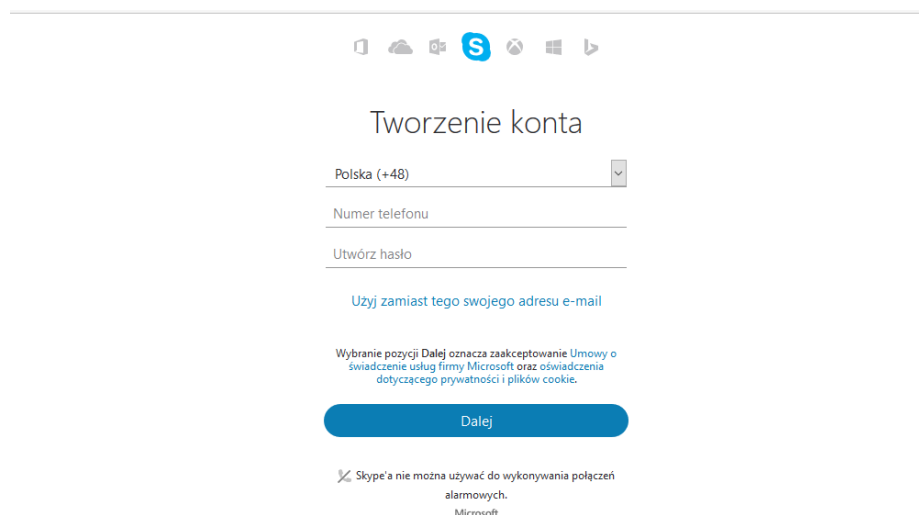 Tworzenie konta
Polska (+48)
Numer telefonu
Utwórz hasło
Użyj zamiast tego swojego adresu e-mail
Wybranie pozycji Dalej oznacza zaakceptowanie Umowy o
świadczenie usług firmy Microsoft oraz oświadczenia
dotyczącego prywatności i plików cookie.
Dalej
Skype'a nie można używać do wykonywania połączeń
alarmowych.
Microsoft